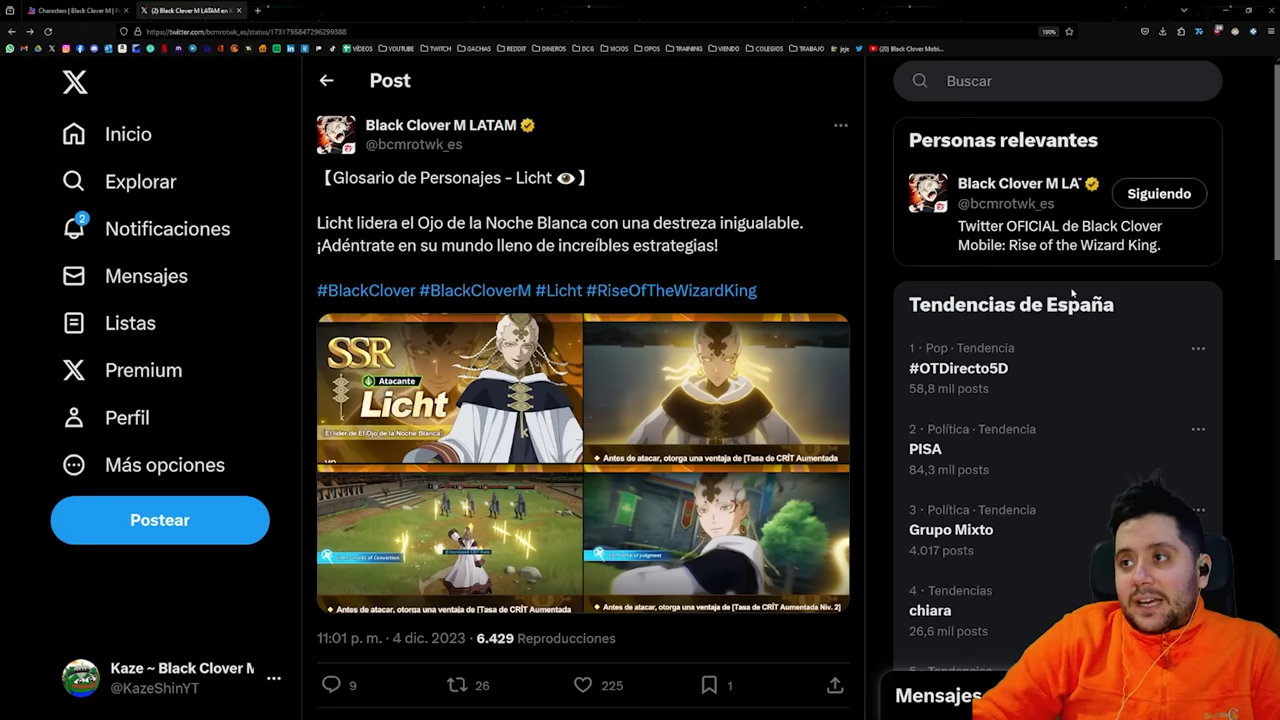 Characters | Black Clover M | P
(2) Black Clover M LATAM en X
https://twitter.com/bcmrotwk_es/status/1731795847296299388
190%
VÍDEOS
YOUTUBE
TWITCH
GACHAS
REDDIT
DINEROS
DCG
VICIOS
OPOS
TRAINING
VIENDO
COLEGIOS
TRABAJO
jeje
(20) Black Clover Mobi...
Inicio
Explorar
2
Notificaciones
Mensajes
Listas
Premium
Perfil
Más opciones
Postear
Kaze ~ Black Clover M
@KazeShinYT
Post
Black Clover M LATAM
@bcmrotwk_es
【Glosario de Personajes - Licht 👁️】
Licht lidera el Ojo de la Noche Blanca con una destreza inigualable.
¡Adéntrate en su mundo lleno de increíbles estrategias!
#BlackClover #BlackCloverM #Licht #RiseOfTheWizardKing
SSR
Atacante
Licht
El líder de El Ojo de la Noche Blanca
Antes de atacar, otorga una ventaja de [Tasa de CRÍT Aumentada
Antes de atacar, otorga una ventaja de [Tasa de CRÍT Aumentada
Antes de atacar, otorga una ventaja de [Tasa de CRÍT Aumentada Niv. 2]
11:01 p. m. · 4 dic. 2023 · 6.429 Reproducciones
9
26
225
1
Buscar
Personas relevantes
Black Clover M LAT
@bcmrotwk_es
Siguiendo
Twitter OFICIAL de Black Clover
Mobile: Rise of the Wizard King.
Tendencias de España
1 · Pop · Tendencia
#OTDirecto5D
58,8 mil posts
2 · Política · Tendencia
PISA
84,3 mil posts
3 · Política · Tendencia
Grupo Mixto
4.017 posts
4 · Tendencias
chiara
26,6 mil posts
Mensajes